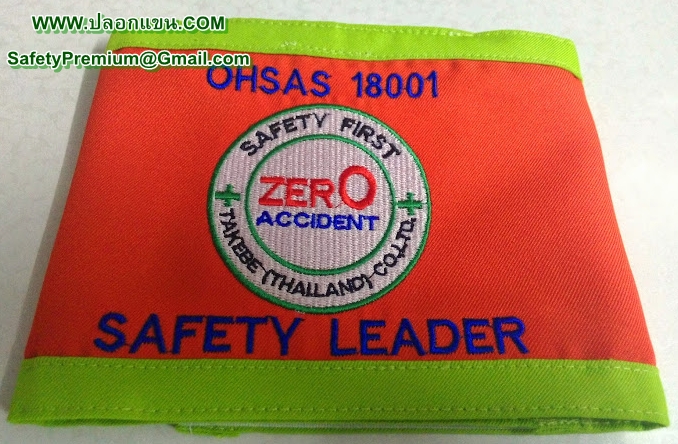 www.ปลอกแขน.COM
SafetyPremium@Gmail.com
OHSAS 18001
SAFETY FIRST
ZERO
ACCIDENT
TAKEBE (THAILAND) CO.,LTD.
SAFETY LEADER